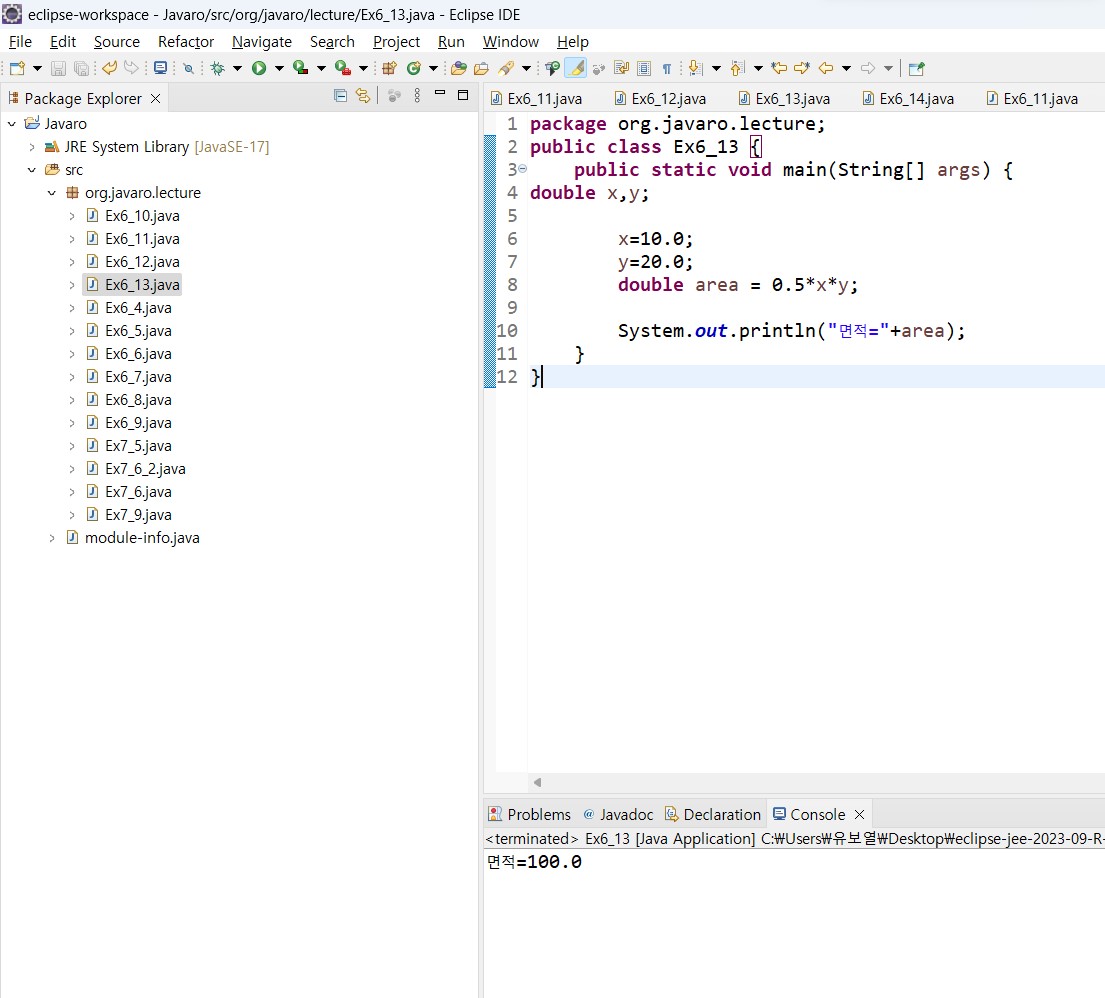 eclipse-workspace - Javaro/src/org/javaro/lecture/Ex6_13.java - Eclipse IDE
File Edit Source Refactor Navigate Search Project Run Window Help
Package Explorer
Javaro
JRE System Library [JavaSE-17]
src
org.javaro.lecture
Ex6_10.java
Ex6_11.java
Ex6_12.java
Ex6_13.java
Ex6_4.java
Ex6_5.java
Ex6_6.java
Ex6_7.java
Ex6_8.java
Ex6_9.java
Ex7_5.java
Ex7_6_2.java
Ex7_6.java
Ex7_9.java
module-info.java
Ex6_11.java Ex6_12.java Ex6_13.java Ex6_14.java Ex6_11.java
1 package org.javaro.lecture;
2 public class Ex6_13 {
3 public static void main(String[] args) {
4 double x,y;
5
6 x=10.0;
7 y=20.0;
8 double area = 0.5*x*y;
9
10 System.out.println("면적="+area);
11 }
12 }
Problems @ Javadoc Declaration Console
<terminated> Ex6_13 [Java Application] C:₩Users₩유보열₩Desktop₩eclipse-jee-2023-09-R-
면적=100.0